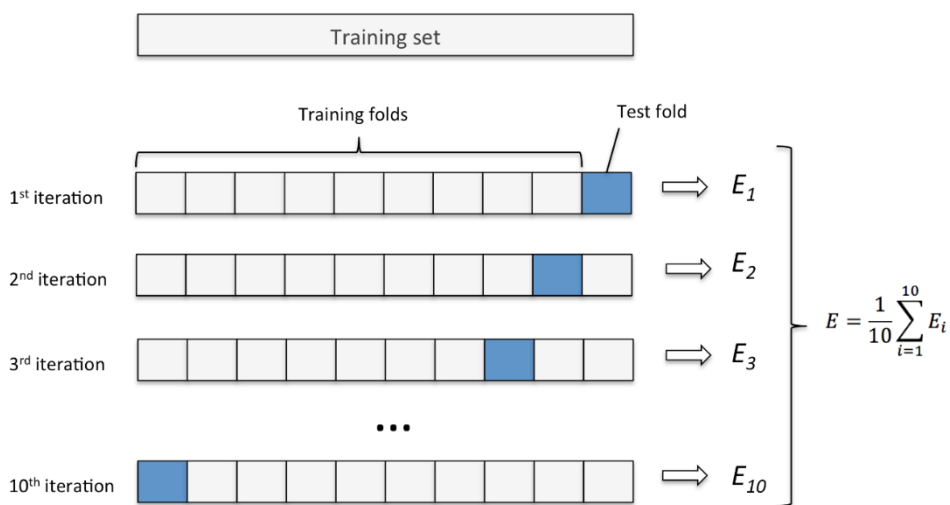 Training set
Training folds
Test fold
1st iteration
E1
2nd iteration
E2
3rd iteration
E3
E = 1/10 ∑ i=1 10 Ei
...
10th iteration
E10